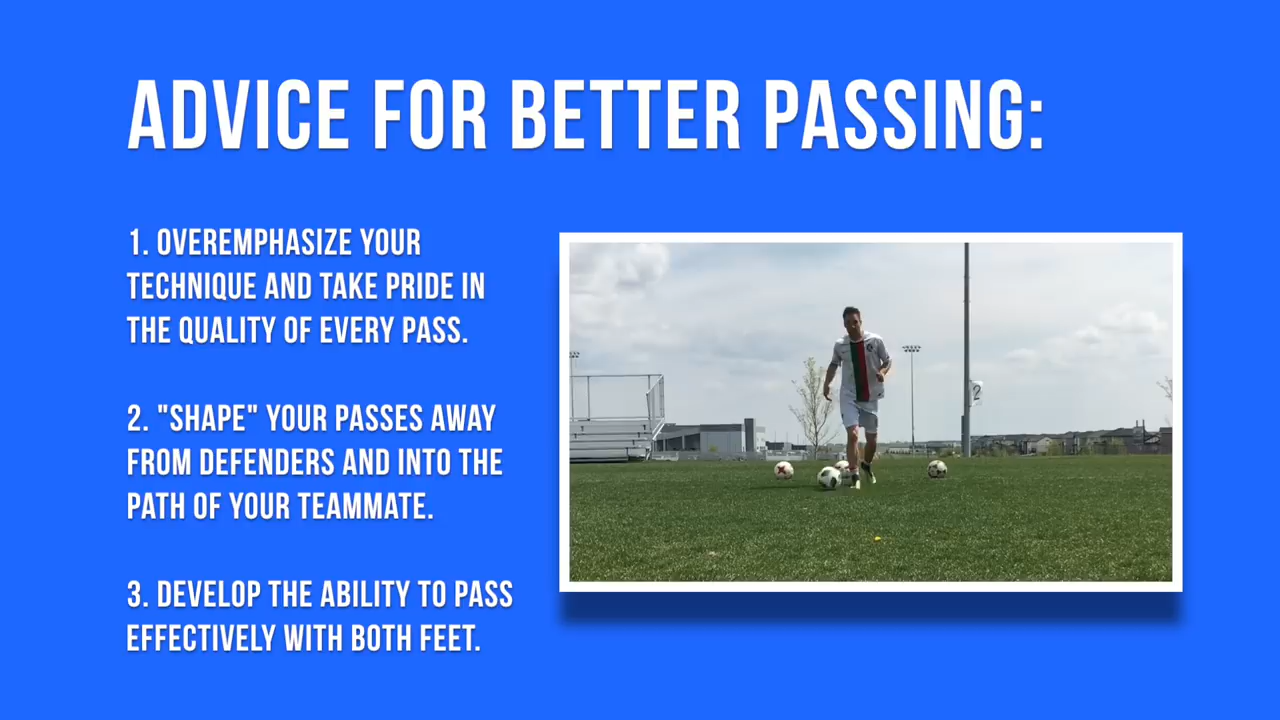 ADVICE FOR BETTER PASSING:
1. OVEREMPHASIZE YOUR
TECHNIQUE AND TAKE PRIDE IN
THE QUALITY OF EVERY PASS.
2. "SHAPE" YOUR PASSES AWAY
FROM DEFENDERS AND INTO THE
PATH OF YOUR TEAMMATE.
3. DEVELOP THE ABILITY TO PASS
EFFECTIVELY WITH BOTH FEET.
2